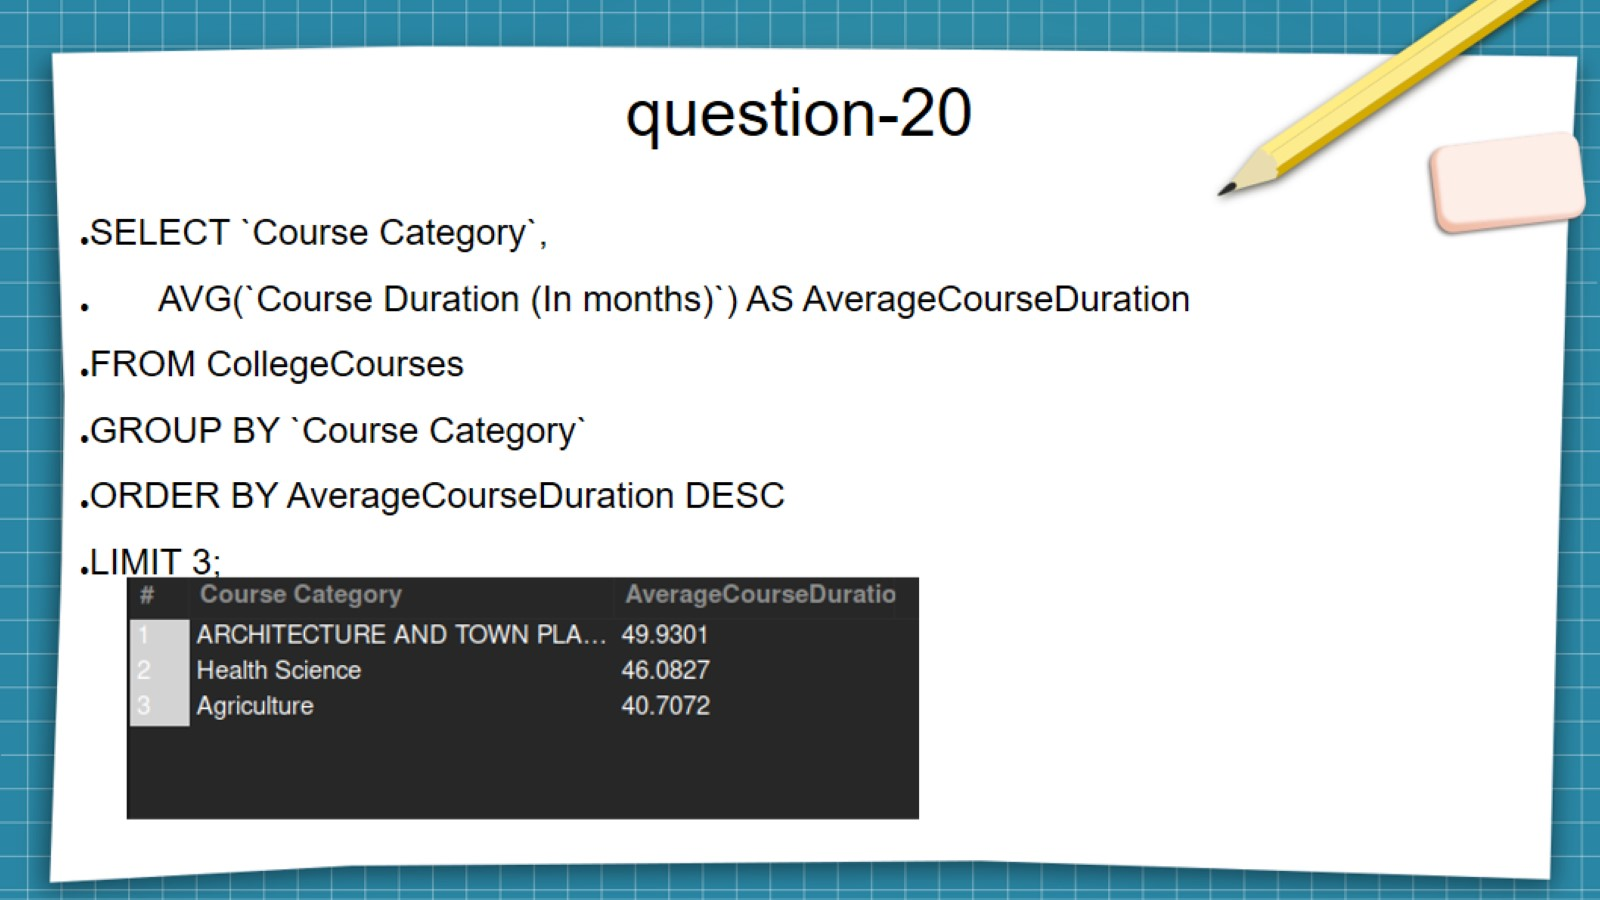 question-20
.SELECT `Course Category`,
. AVG(`Course Duration (In months)`) AS AverageCourseDuration
.FROM CollegeCourses
.GROUP BY `Course Category`
.ORDER BY AverageCourseDuration DESC
.LIMIT 3;
# Course Category AverageCourseDuratio
1 ARCHITECTURE AND TOWN PLA... 49.9301
2 Health Science 46.0827
3 Agriculture 40.7072